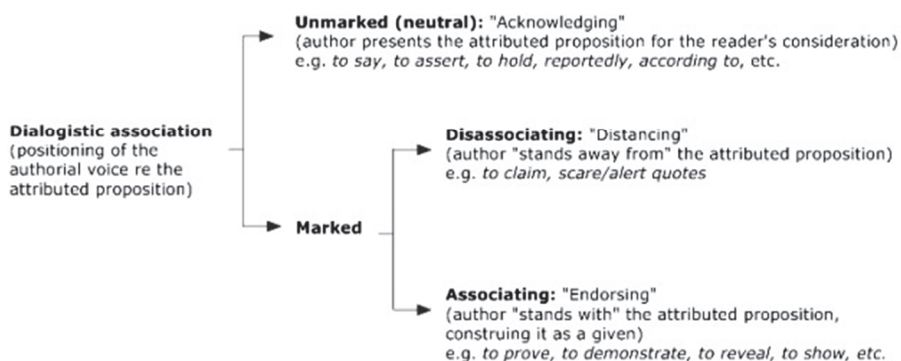 Unmarked (neutral): "Acknowledging"
(author presents the attributed proposition for the reader's consideration)
e.g. to say, to assert, to hold, reportedly, according to, etc.
Dialogistic association
(positioning of the
authorial voice re the
attributed proposition)
Disassociating: "Distancing"
(author "stands away from" the attributed proposition)
e.g. to claim, scare/alert quotes
Marked
Associating: "Endorsing"
(author "stands with" the attributed proposition,
construing it as a given)
e.g. to prove, to demonstrate, to reveal, to show, etc.